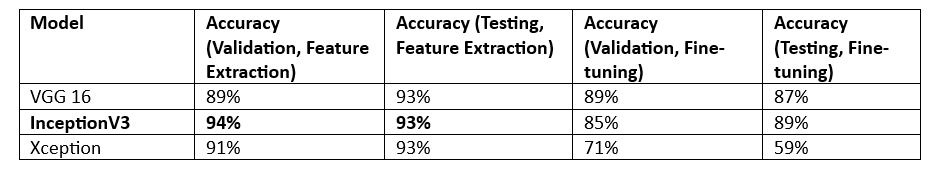 Model Accuracy (Validation, Feature Extraction) Accuracy (Testing, Feature Extraction) Accuracy (Validation, Fine-tuning) Accuracy (Testing, Fine-tuning)
VGG 16 89% 93% 89% 87%
InceptionV3 94% 93% 85% 89%
Xception 91% 93% 71% 59%